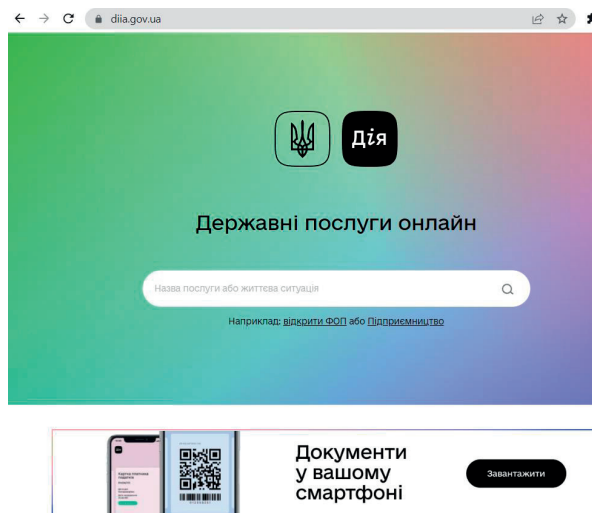 diia.gov.ua
Дія
Державні послуги онлайн
Назва послуги або життєва ситуація
Наприклад: відкрити ФОП або Підприємництво
Документи
у вашому
смартфоні
Завантажити